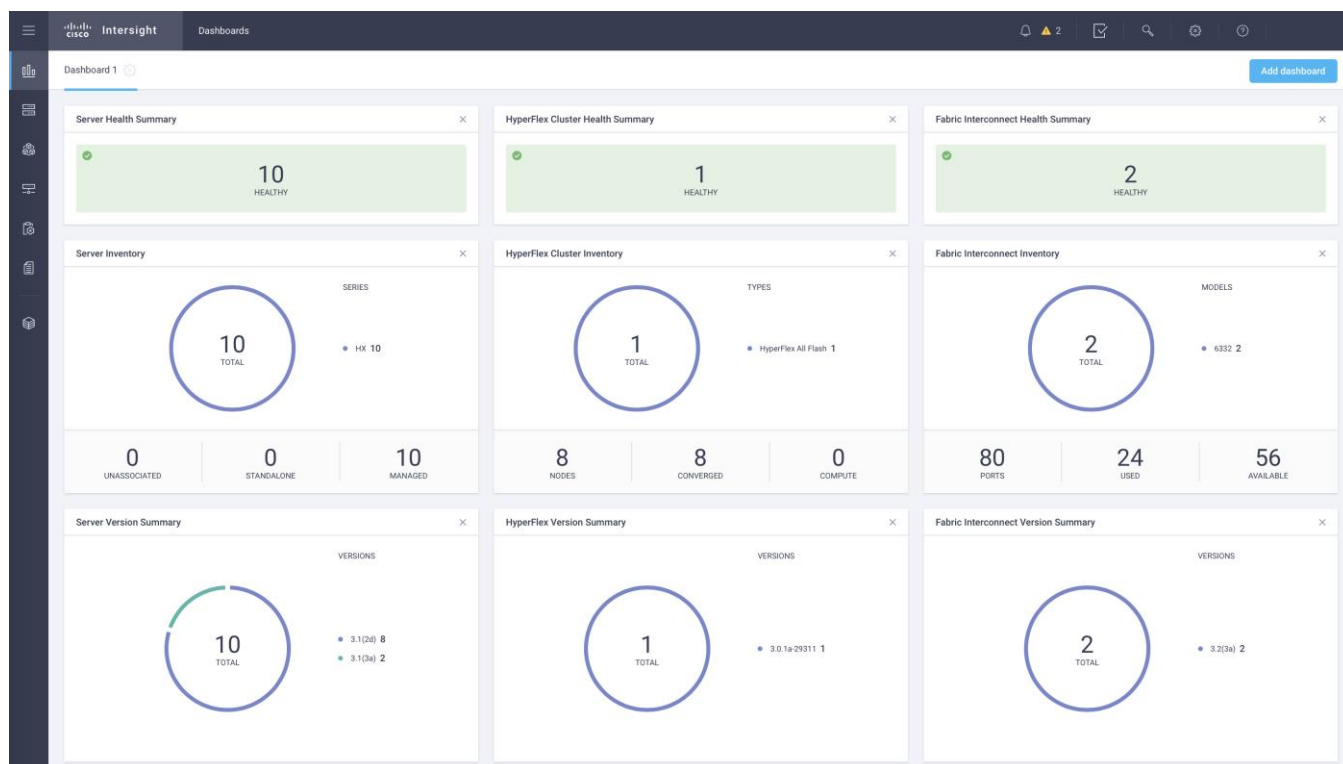 CISCO Intersight Dashboards 2
Dashboard 1 Add dashboard
Server Health Summary
10
HEALTHY
HyperFlex Cluster Health Summary
1
HEALTHY
Fabric Interconnect Health Summary
2
HEALTHY
Server Inventory
10
TOTAL
SERIES
HX 10
0
UNASSOCIATED
0
STANDALONE
10
MANAGED
HyperFlex Cluster Inventory
1
TOTAL
TYPES
HyperFlex All Flash 1
8
NODES
8
CONVERGED
0
COMPUTE
Fabric Interconnect Inventory
2
TOTAL
MODELS
6332 2
80
PORTS
24
USED
56
AVAILABLE
Server Version Summary
10
TOTAL
VERSIONS
3.1(2d) 8
3.1(3a) 2
HyperFlex Version Summary
1
TOTAL
VERSIONS
3.0.1a-29311 1
Fabric Interconnect Version Summary
2
TOTAL
VERSIONS
3.2(3a) 2